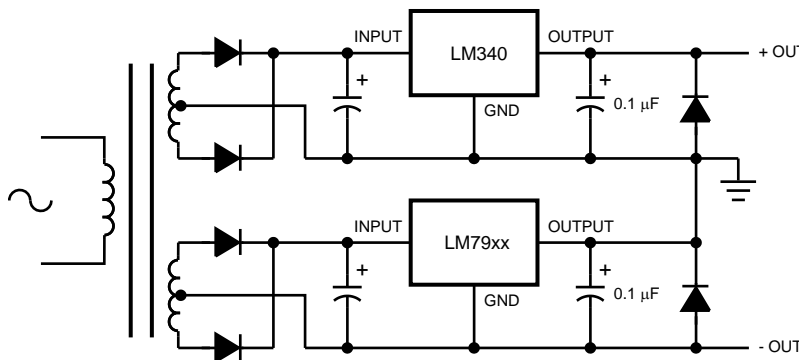 INPUT
LM340
OUTPUT
+ OUT
+
+
0.1 μF
GND
INPUT
LM79xx
OUTPUT
+
+
0.1 μF
GND
- OUT